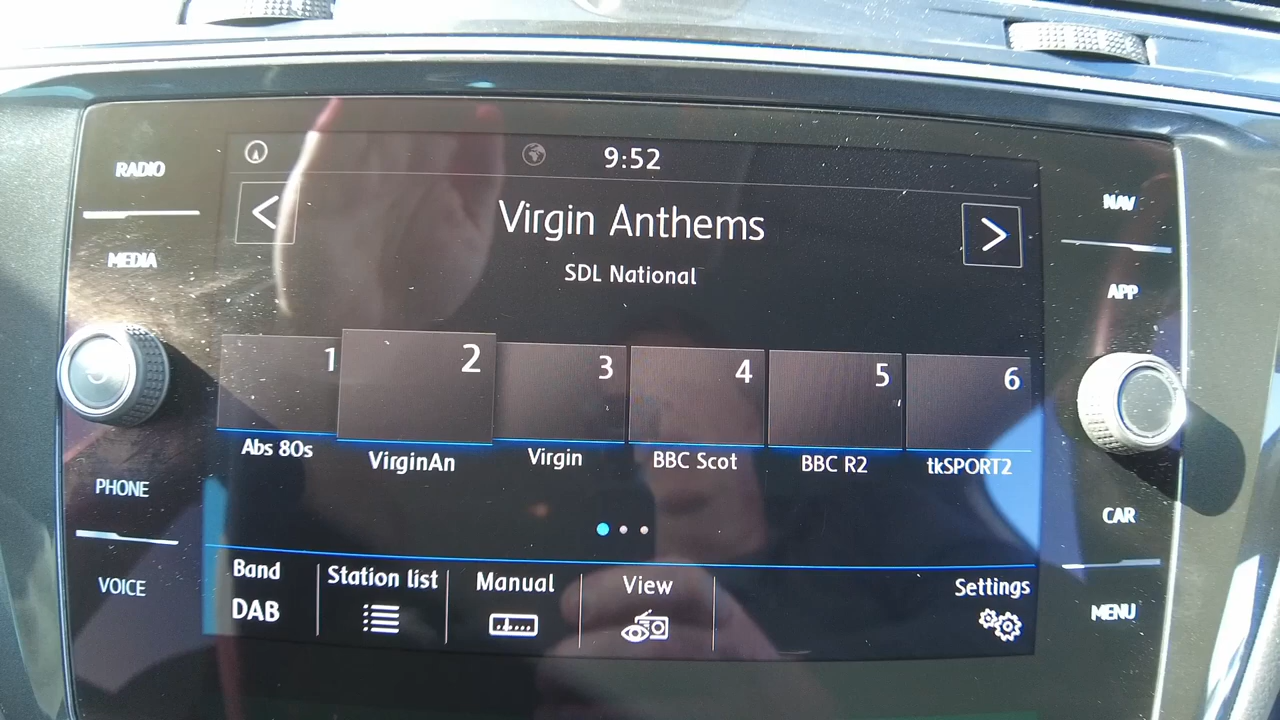 9:52
RADIO
Virgin Anthems
NAV
MEDIA
SDL National
APP
1 2 3 4 5 6
Abs 80s VirginAn Virgin BBC Scot BBC R2 tkSPORT2
PHONE
CAR
Band Station list Manual View Settings
DAB
VOICE
MENU